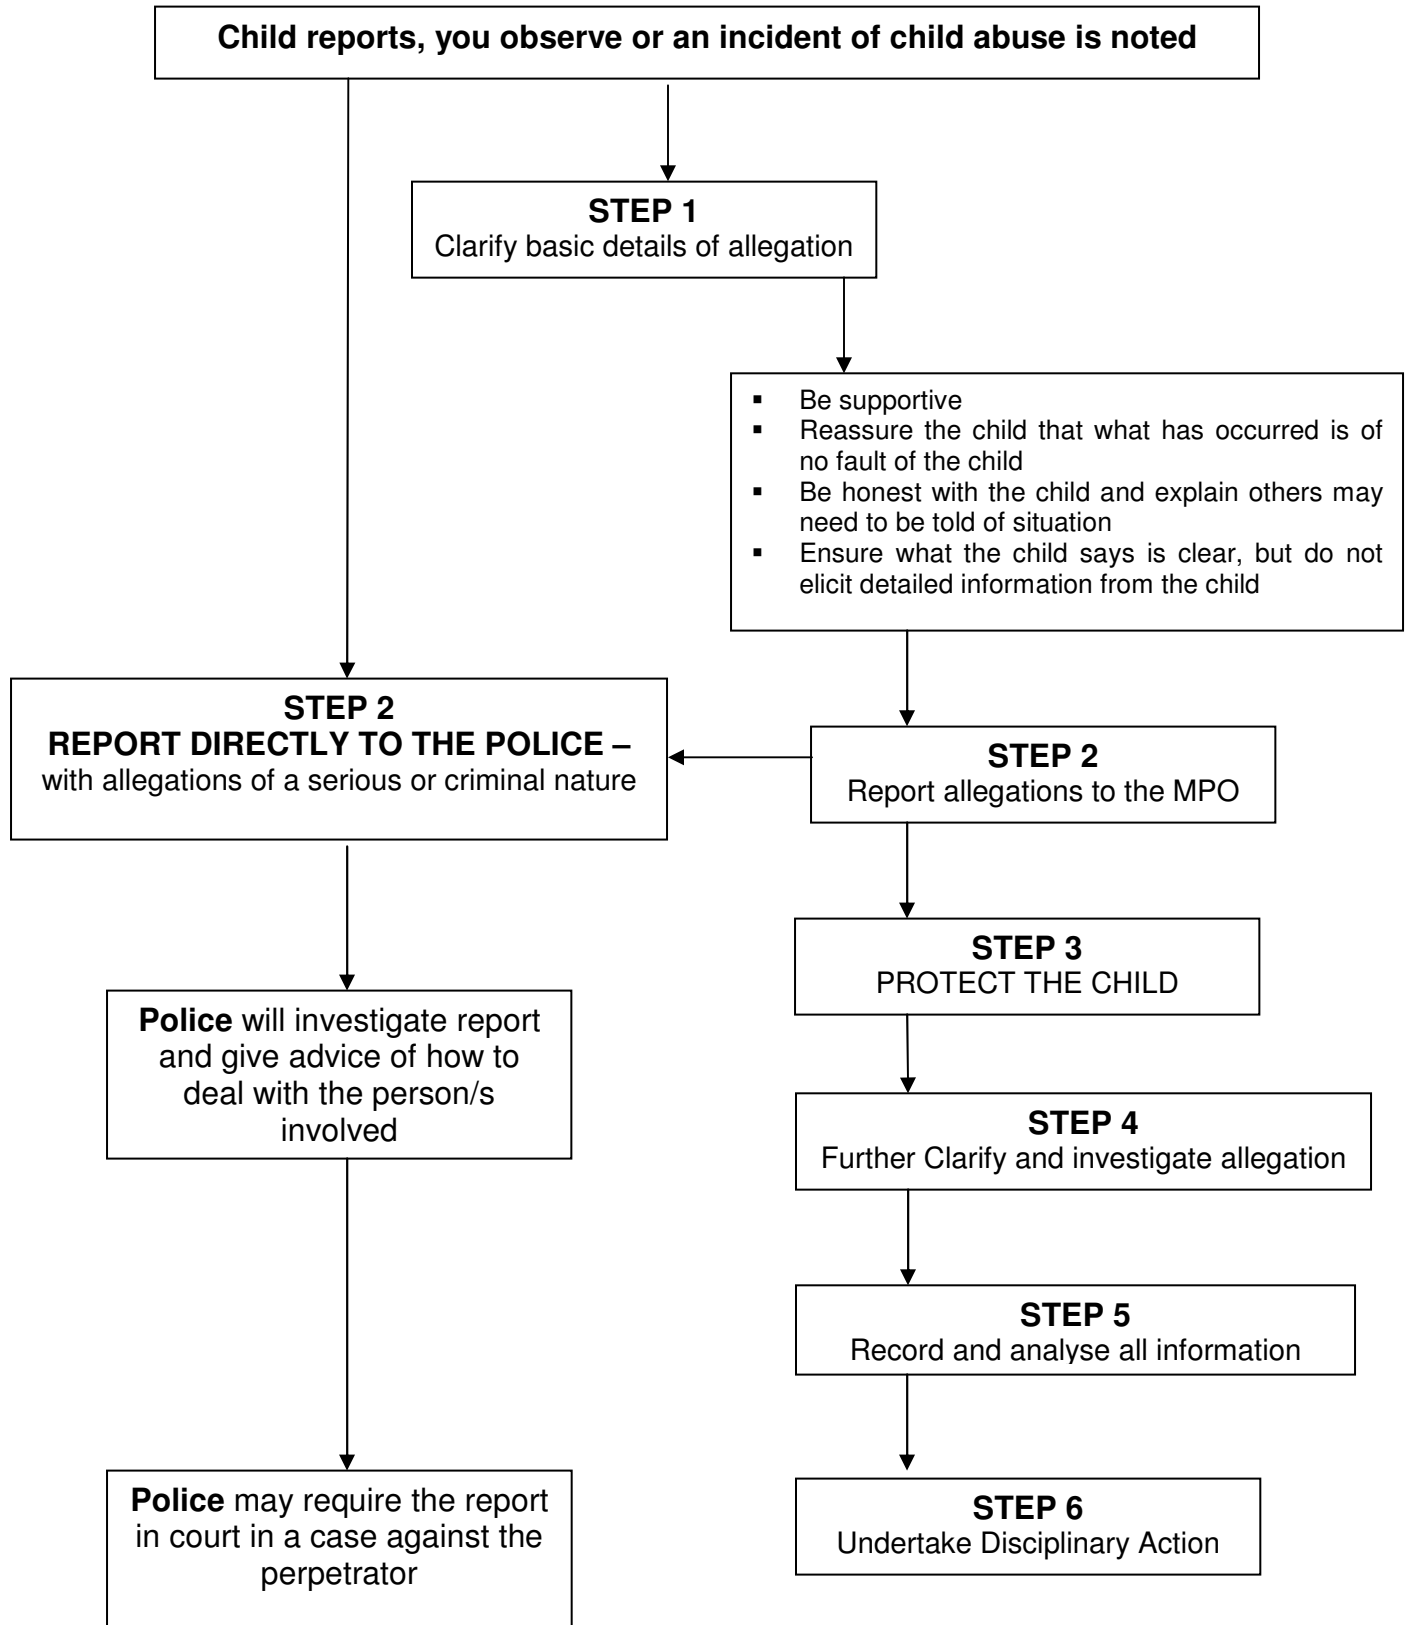 Child reports, you observe or an incident of child abuse is noted
STEP 1
Clarify basic details of allegation
▪ Be supportive
▪ Reassure the child that what has occurred is of
no fault of the child
▪ Be honest with the child and explain others may
need to be told of situation
▪ Ensure what the child says is clear, but do not
elicit detailed information from the child
STEP 2
REPORT DIRECTLY TO THE POLICE –
with allegations of a serious or criminal nature
STEP 2
Report allegations to the MPO
STEP 3
PROTECT THE CHILD
Police will investigate report
and give advice of how to
deal with the person/s
involved
STEP 4
Further Clarify and investigate allegation
STEP 5
Record and analyse all information
Police may require the report
in court in a case against the
perpetrator
STEP 6
Undertake Disciplinary Action